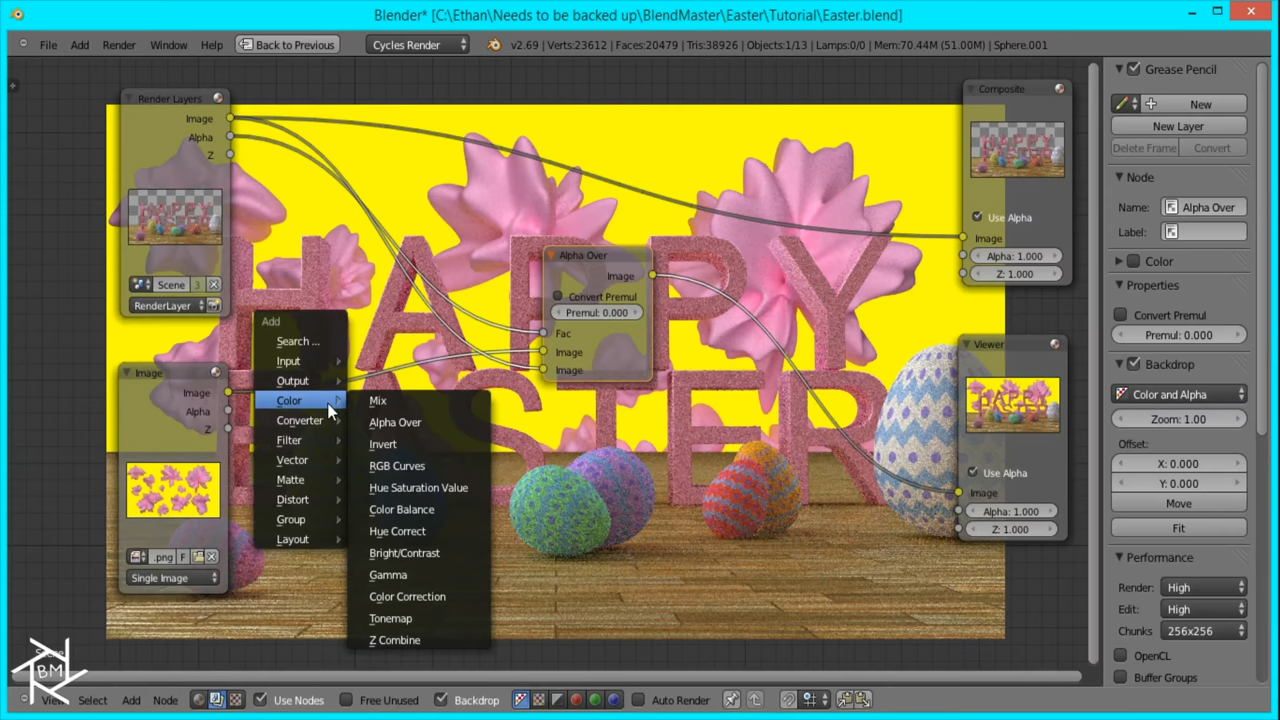 Blender* [C:\Ethan\Needs to be backed up\BlendMaster\Easter\Tutorial\Easter.blend]
File Add Render Window Help Back to Previous Cycles Render v2.69 | Verts:23612 | Faces:20479 | Tris:38926 | Objects:1/13 | Lamps:0/0 | Mem:70.44M (51.00M) | Sphere.001
Render Layers
Image
Alpha
Z
Scene 3
RenderLayer
Image
Image
Alpha
Z
.png F
Single Image
Add
Search ...
Input
Output
Color
Converter
Filter
Vector
Matte
Distort
Group
Layout
Mix
Alpha Over
Invert
RGB Curves
Hue Saturation Value
Color Balance
Hue Correct
Bright/Contrast
Gamma
Color Correction
Tonemap
Z Combine
HAPPY
EASTER
Alpha Over
Image
Convert Premul
Premul: 0.000
Fac
Image
Image
Composite
Use Alpha
Image
Alpha: 1.000
Z: 1.000
Viewer
Use Alpha
Image
Alpha: 1.000
Z: 1.000
Grease Pencil
New
New Layer
Delete Frame Convert
Node
Name: Alpha Over
Label:
Color
Properties
Convert Premul
Premul: 0.000
Backdrop
Color and Alpha
Zoom: 1.00
Offset:
X: 0.000
Y: 0.000
Move
Fit
Performance
Render: High
Edit: High
Chunks 256x256
OpenCL
Buffer Groups
BM
View Select Add Node Use Nodes Free Unused Backdrop Auto Render